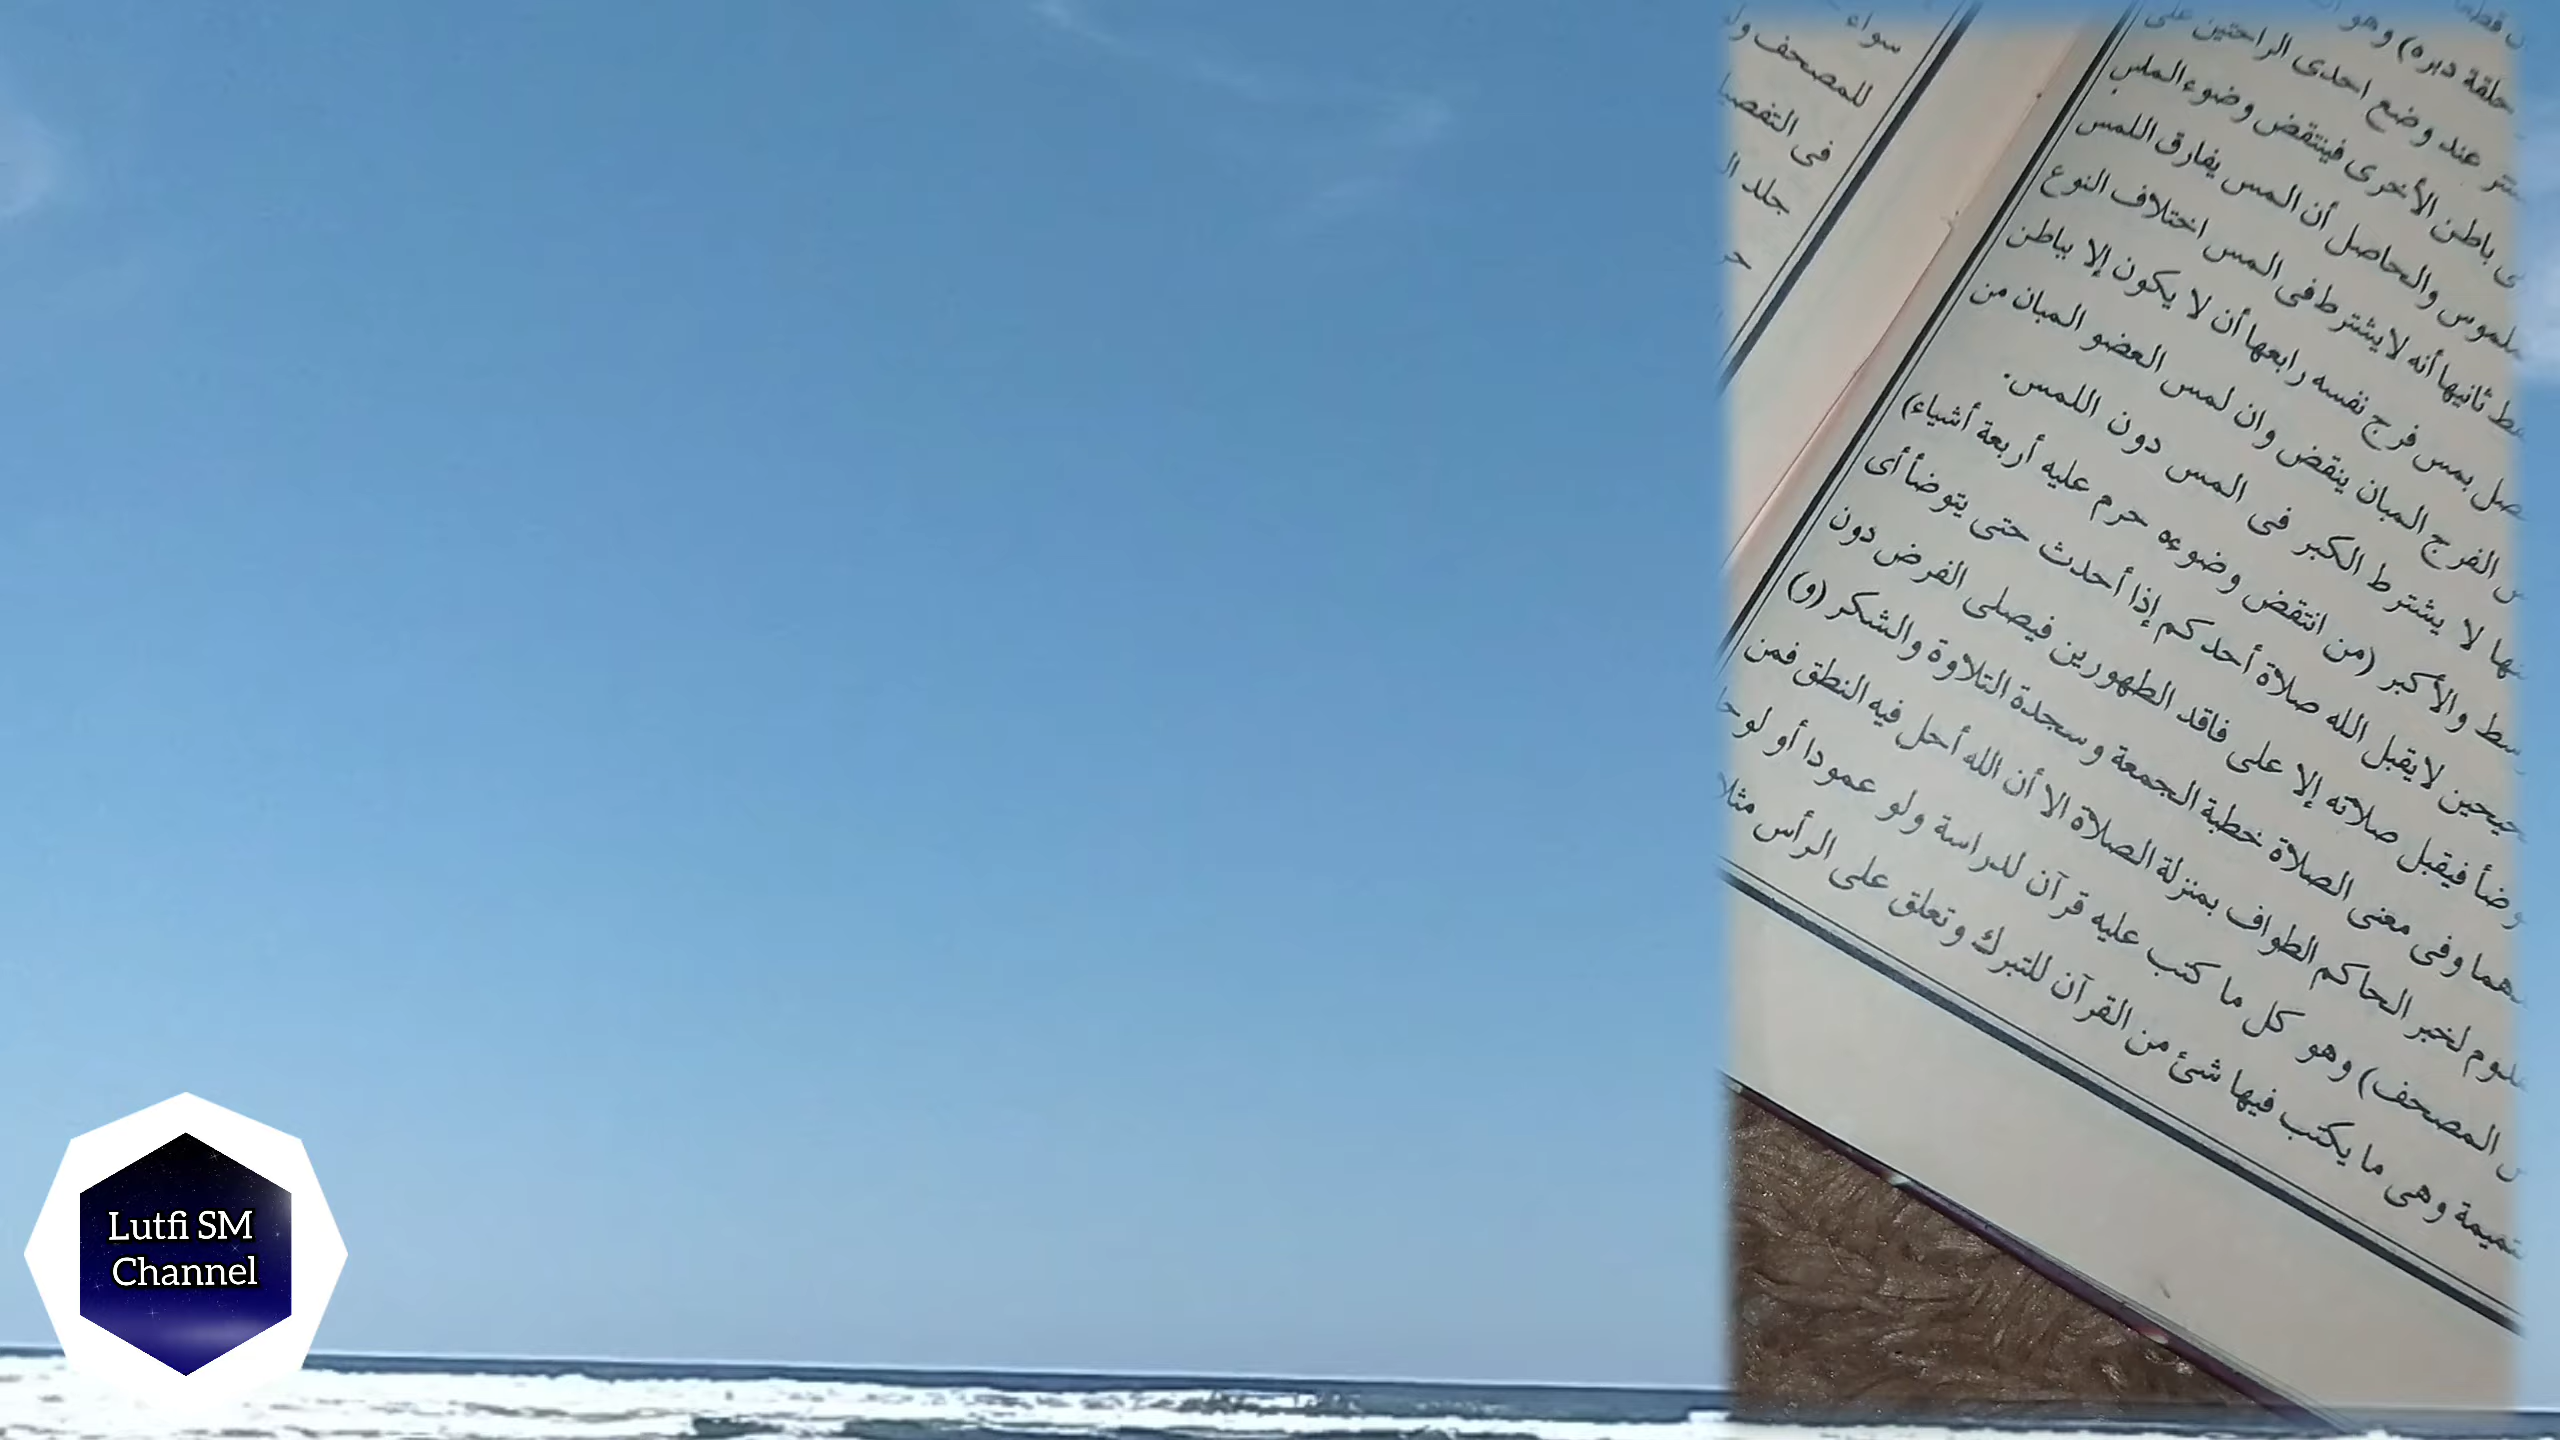 قطعه
حلقة دبره) وهو
عند وضع احدى الراحتين على
باطن الأخرى فينتقض وضوء الملس
والحاصل أن المس يفارق اللمس
ثانيها أنه لايشترط فى المس اختلاف النوع
بمس فرج نفسه رابعها أن لا يكون إلا بباطن
الفرج المبان ينقض وان لمس العضو المبان من
لا يشترط الكبر فى المس دون اللمس.
والأكبر (من انتقض وضوءه حرم عليه أربعة أشياء)
لايقبل الله صلاة أحدكم إذا أحدث حتى يتوضأ أى
فيقبل صلاته إلا على فاقد الطهورين فيصلى الفرض دون
وفى معنى الصلاة خطبة الجمعة وسجدة التلاوة والشكر (و)
لخبر الحاكم الطواف بمنزلة الصلاة الا أن الله أحل فيه النطق فمن
المصحف) وهو كل ما كتب عليه قرآن للدراسة ولو عمودا أو لو
وهى ما يكتب فيها شئ من القرآن للتبرك وتعلق على الرأس مثلا
سواء
للمصحف
فى
جلد
Lutfi SM
Channel